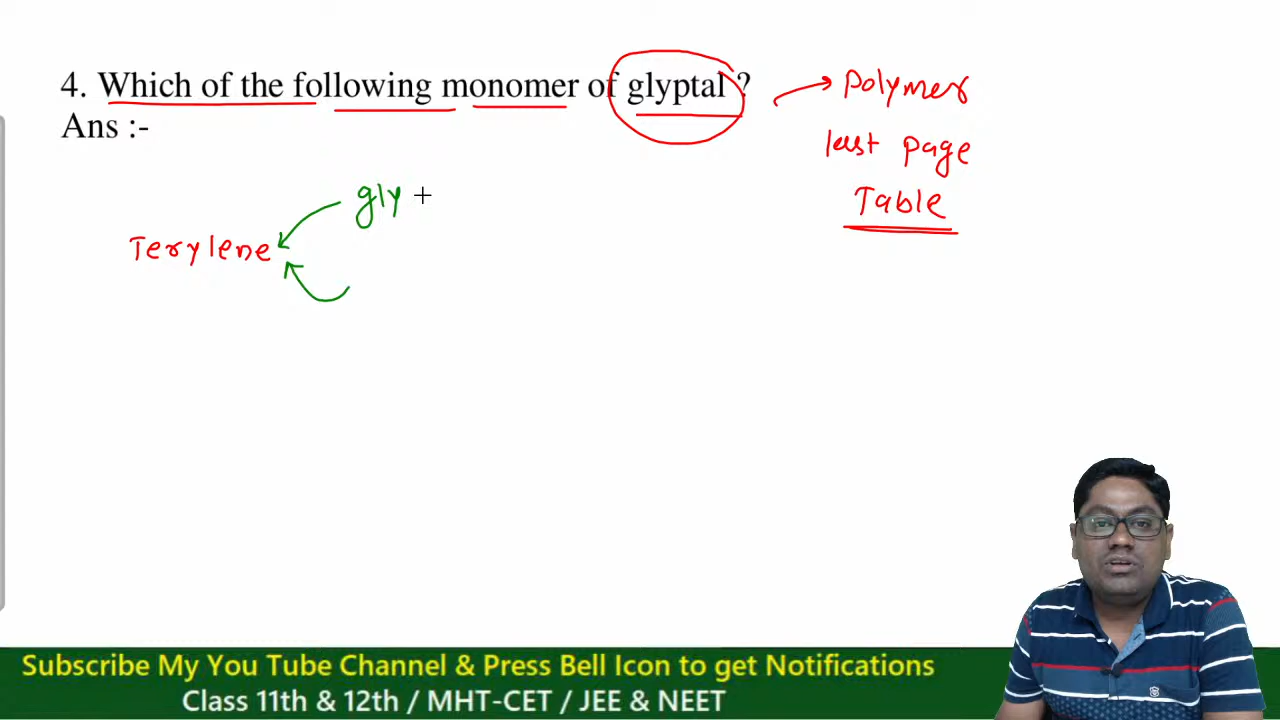 4. Which of the following monomer of glyptal ?
Ans :-
Polymer
last page
Table
gly +
Terylene
Subscribe My You Tube Channel & Press Bell Icon to get Notifications
Class 11th & 12th / MHT-CET / JEE & NEET